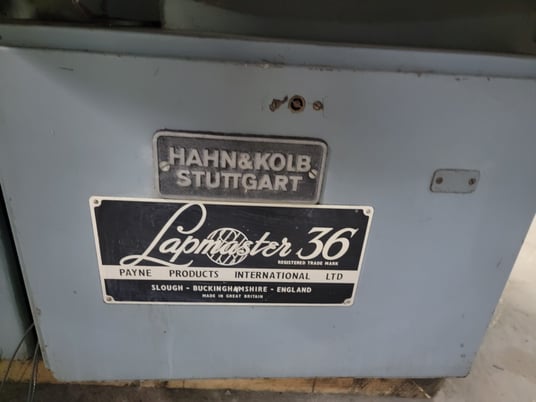 HAHN&KOLB
STUTTGART
Lapmaster 36
REGISTERED TRADE MARK
PAYNE PRODUCTS INTERNATIONAL LTD
SLOUGH - BUCKINGHAMSHIRE - ENGLAND
MADE IN GREAT BRITAIN